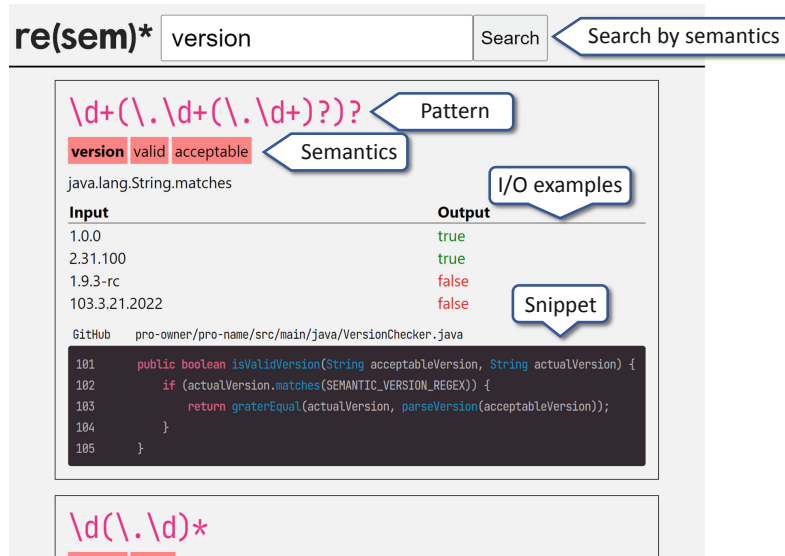 re(sem)* version Search Search by semantics
\d+(\.\d+(\.\d+)?)? Pattern
version valid acceptable Semantics
java.lang.String.matches I/O examples
Input Output
1.0.0 true
2.31.100 true
1.9.3-rc false
103.3.21.2022 false Snippet
GitHub pro-owner/pro-name/src/main/java/VersionChecker.java
101 public boolean isValidVersion(String acceptableVersion, String actualVersion) {
102 if (actualVersion.matches(SEMANTIC_VERSION_REGEX)) {
103 return graterEqual(actualVersion, parseVersion(acceptableVersion));
104 }
105 }
\d(\.\d)*